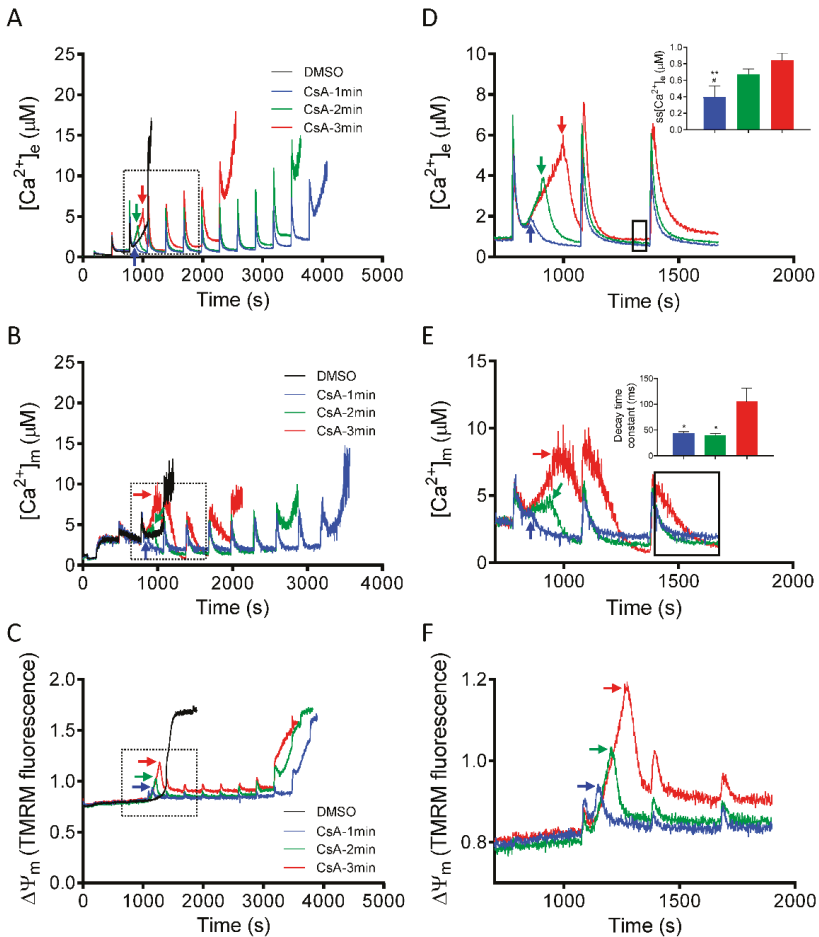 A
[Ca2+]e (μM)
25
20
15
10
5
0
0 1000 2000 3000 4000 5000
Time (s)
DMSO
CsA-1min
CsA-2min
CsA-3min
D
[Ca2+]e (μM)
10
8
6
4
2
0
1000 1500 2000
Time (s)
ss[Ca2+]e (μM)
1.0
0.8
0.6
0.4
0.2
0.0
**
#
B
[Ca2+]m (μM)
25
20
15
10
5
0
0 1000 2000 3000 4000 5000
Time (s)
DMSO
CsA-1min
CsA-2min
CsA-3min
E
[Ca2+]m (μM)
15
10
5
0
1000 1500 2000
Time (s)
Decay time
constant (ms)
150
100
50
0
* *
C
ΔΨm (TMRM fluorescence)
2.0
1.5
1.0
0.5
0.0
0 1000 2000 3000 4000 5000
Time (s)
DMSO
CsA-1min
CsA-2min
CsA-3min
F
ΔΨm (TMRM fluorescence)
1.2
1.0
0.8
1000 1500 2000
Time (s)